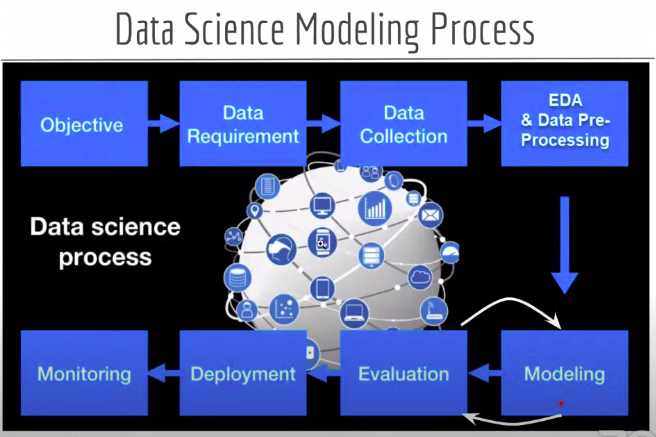 Data Science Modeling Process
Objective
Data
Requirement
Data
Collection
EDA
& Data Pre-
Processing
Data science
process
Monitoring
Deployment
Evaluation
Modeling